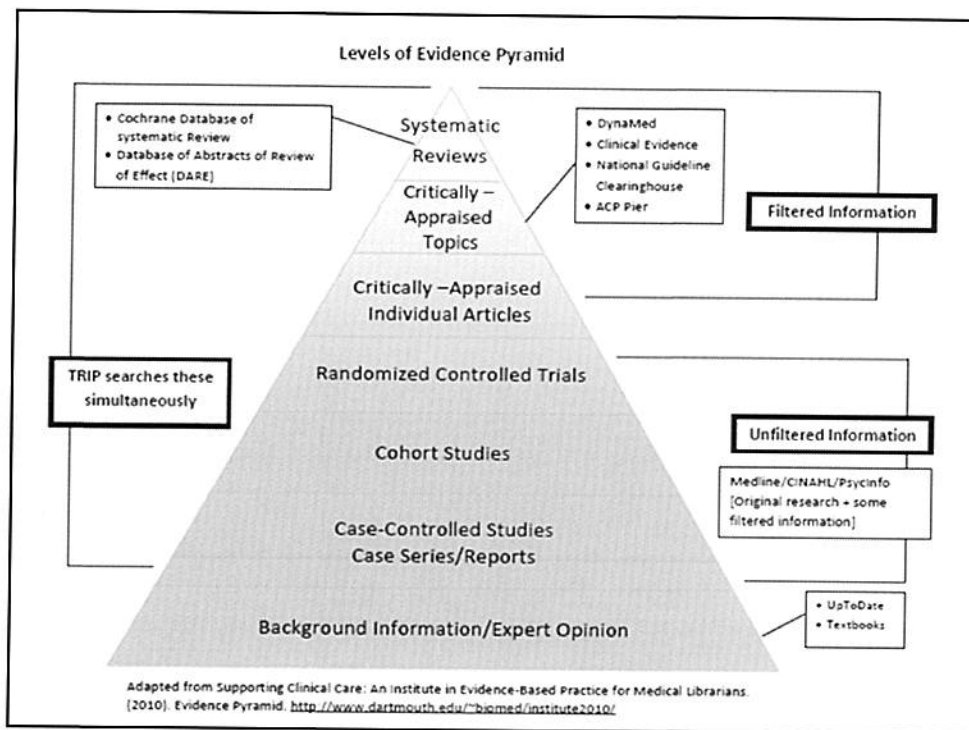 Levels of Evidence Pyramid
• Cochrane Database of
systematic Review
• Database of Abstracts of Review
of Effect (DARE)
Systematic
Reviews
• DynaMed
• Clinical Evidence
• National Guideline
Clearinghouse
• ACP Pier
Critically –
Appraised
Topics
Filtered Information
Critically –Appraised
Individual Articles
TRIP searches these
simultaneously
Randomized Controlled Trials
Cohort Studies
Unfiltered Information
Medline/CINAHL/PsycInfo
[Original research + some
filtered information]
Case-Controlled Studies
Case Series/Reports
Background Information/Expert Opinion
• UpToDate
• Textbooks
Adapted from Supporting Clinical Care: An Institute in Evidence-Based Practice for Medical Librarians.
(2010). Evidence Pyramid. http://www.dartmouth.edu/~biomed/institute2010/